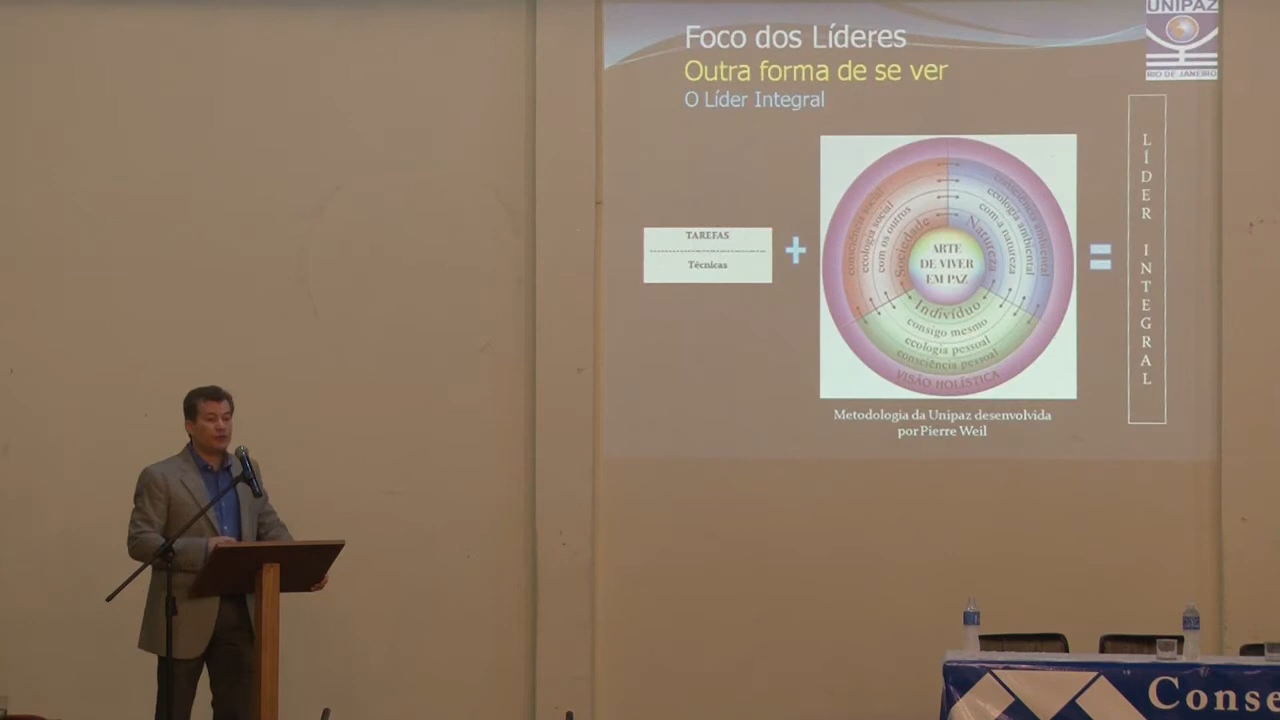 Foco dos Líderes
Outra forma de se ver
O Líder Integral
UNIPAZ
RIO DE JANEIRO
TAREFAS
Técnicas
+
consciência social
ecologia social
com os outros
Sociedade
consciência ambiental
ecologia ambiental
com a natureza
Natureza
ARTE
DE VIVER
EM PAZ
Indivíduo
consigo mesmo
ecologia pessoal
consciência pessoal
VISÃO HOLÍSTICA
=
LÍDER INTEGRAL
Metodologia da Unipaz desenvolvida
por Pierre Weil
Conse